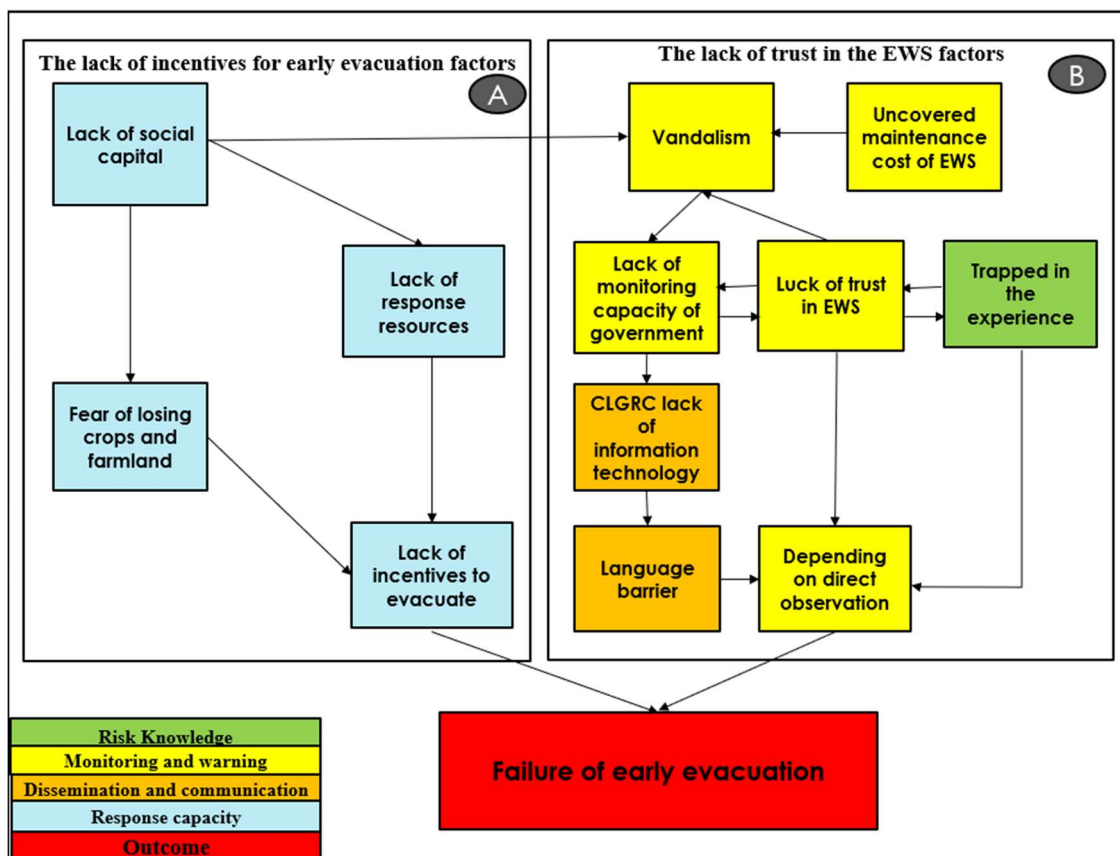 The lack of incentives for early evacuation factors
A
Lack of social
capital
Lack of
response
resources
Fear of losing
crops and
farmland
Lack of
incentives to
evacuate
The lack of trust in the EWS factors
B
Vandalism
Uncovered
maintenance
cost of EWS
Lack of
monitoring
capacity of
government
Luck of trust
in EWS
Trapped in
the
experience
CLGRC lack
of
information
technology
Language
barrier
Depending
on direct
observation
Failure of early evacuation
Risk Knowledge
Monitoring and warning
Dissemination and communication
Response capacity
Outcome